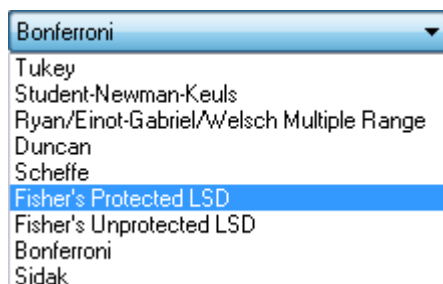 Bonferroni
Tukey
Student-Newman-Keuls
Ryan/Einot-Gabriel/Welsch Multiple Range
Duncan
Scheffe
Fisher's Protected LSD
Fisher's Unprotected LSD
Bonferroni
Sidak